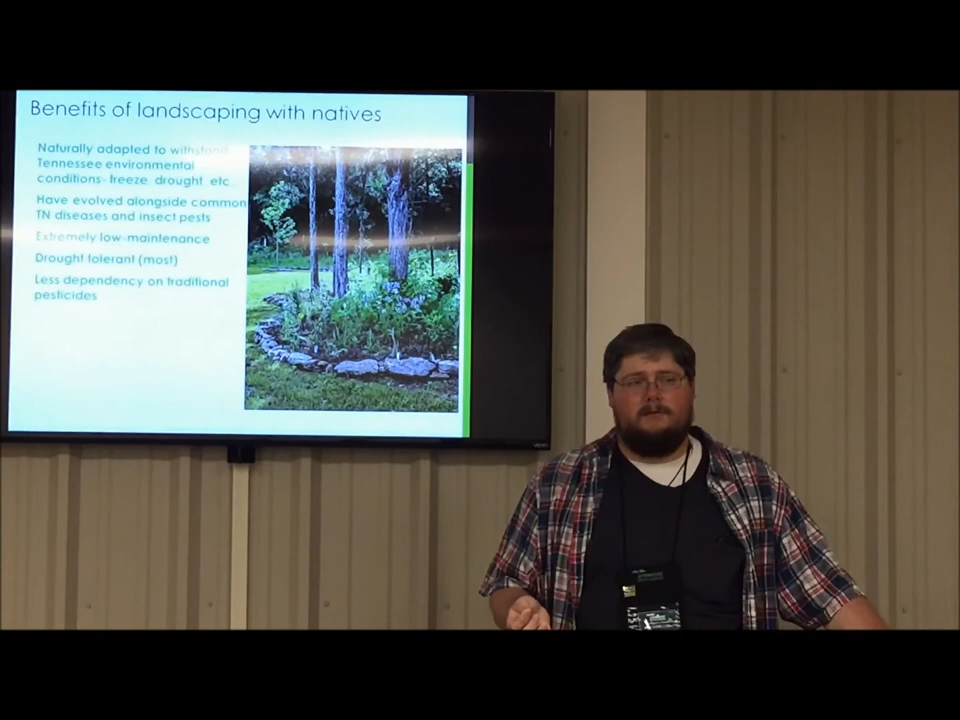 Benefits of landscaping with natives
Naturally adapted to withstand
Tennessee environmental
conditions- freeze drought etc.
Have evolved alongside common
TN diseases and insect pests
Extremely low-maintenance
Drought tolerant (most)
Less dependency on traditional
pesticides
VIZIO